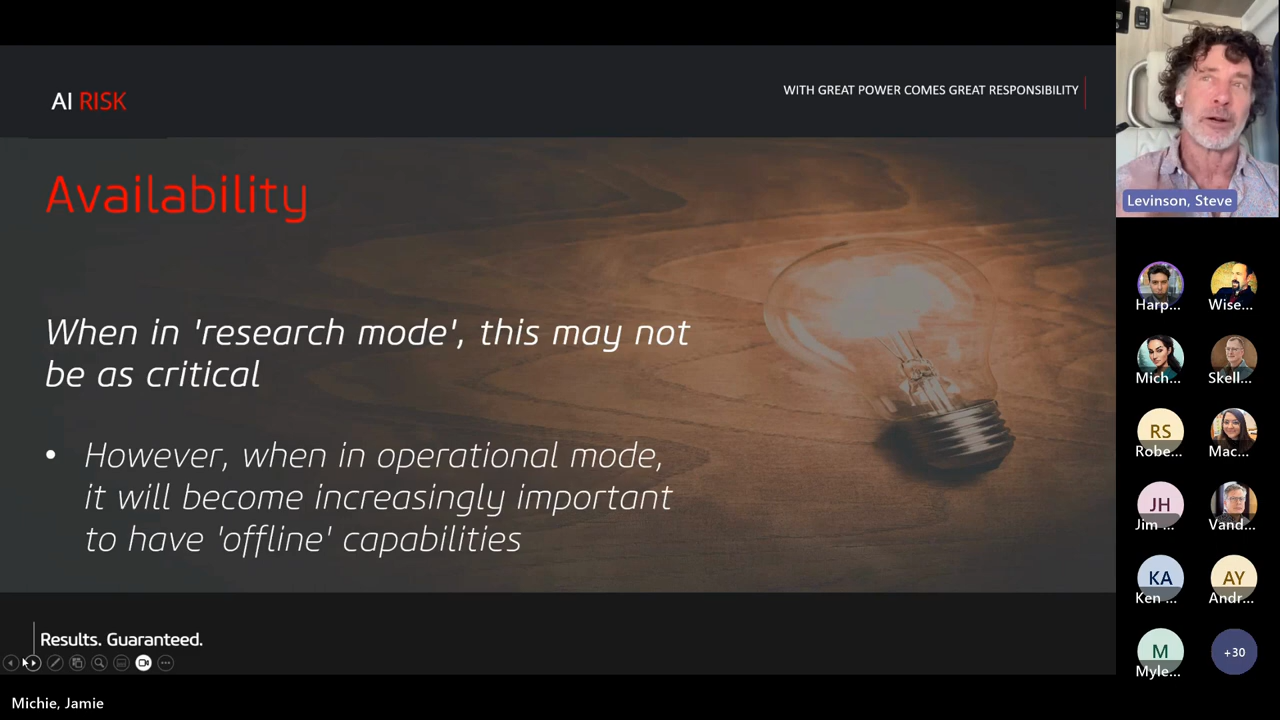 AI RISK
WITH GREAT POWER COMES GREAT RESPONSIBILITY
Availability
When in 'research mode', this may not
be as critical
• However, when in operational mode,
it will become increasingly important
to have 'offline' capabilities
Results. Guaranteed.
Michie, Jamie
Levinson, Steve
Harp...
Wise...
Mich...
Skell...
RS
Robe...
Mac...
JH
Jim ...
Vand...
KA
Ken ...
AY
Andr...
M
Myle...
+30